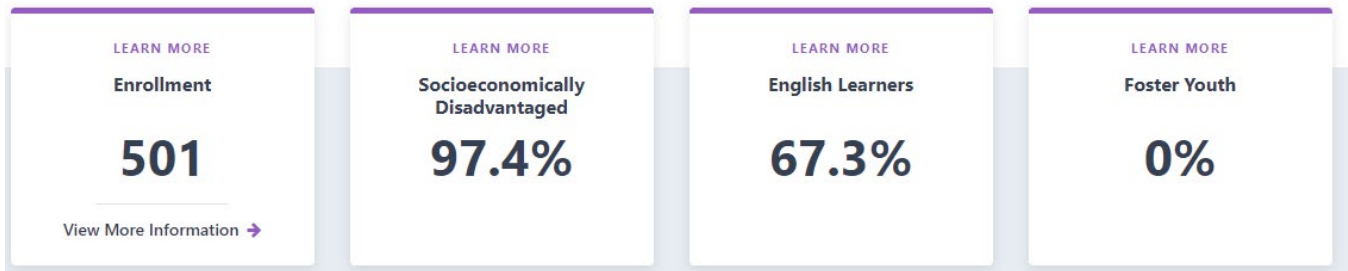 LEARN MORE
Enrollment
501
View More Information
LEARN MORE
Socioeconomically
Disadvantaged
97.4%
LEARN MORE
English Learners
67.3%
LEARN MORE
Foster Youth
0%